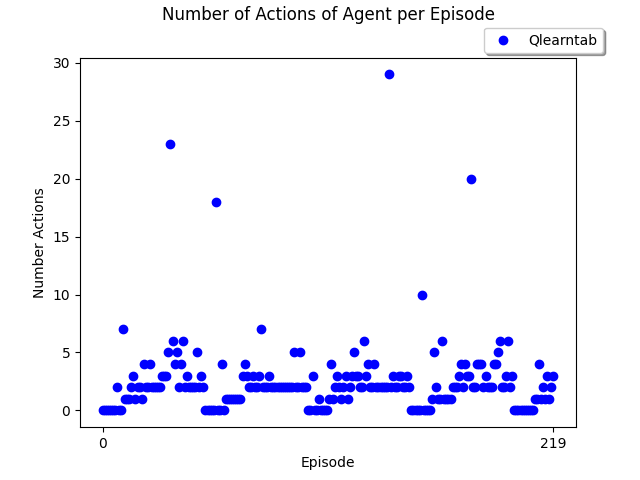 Number of Actions of Agent per Episode
Qlearntab
30
25
20
15
10
5
0
Number Actions
0 219
Episode